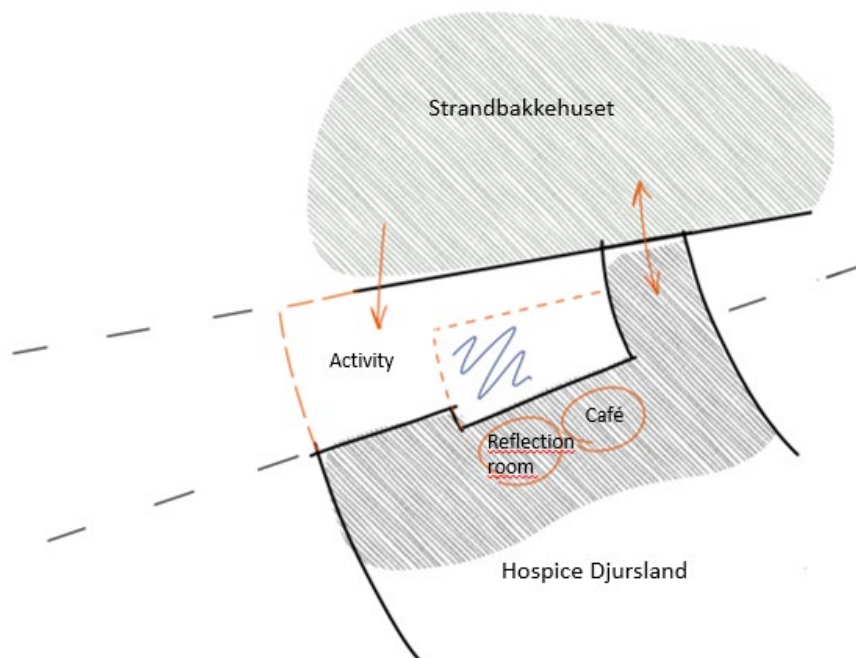 Strandbakkehuset
Activity
Café
Reflection
room
Hospice Djursland